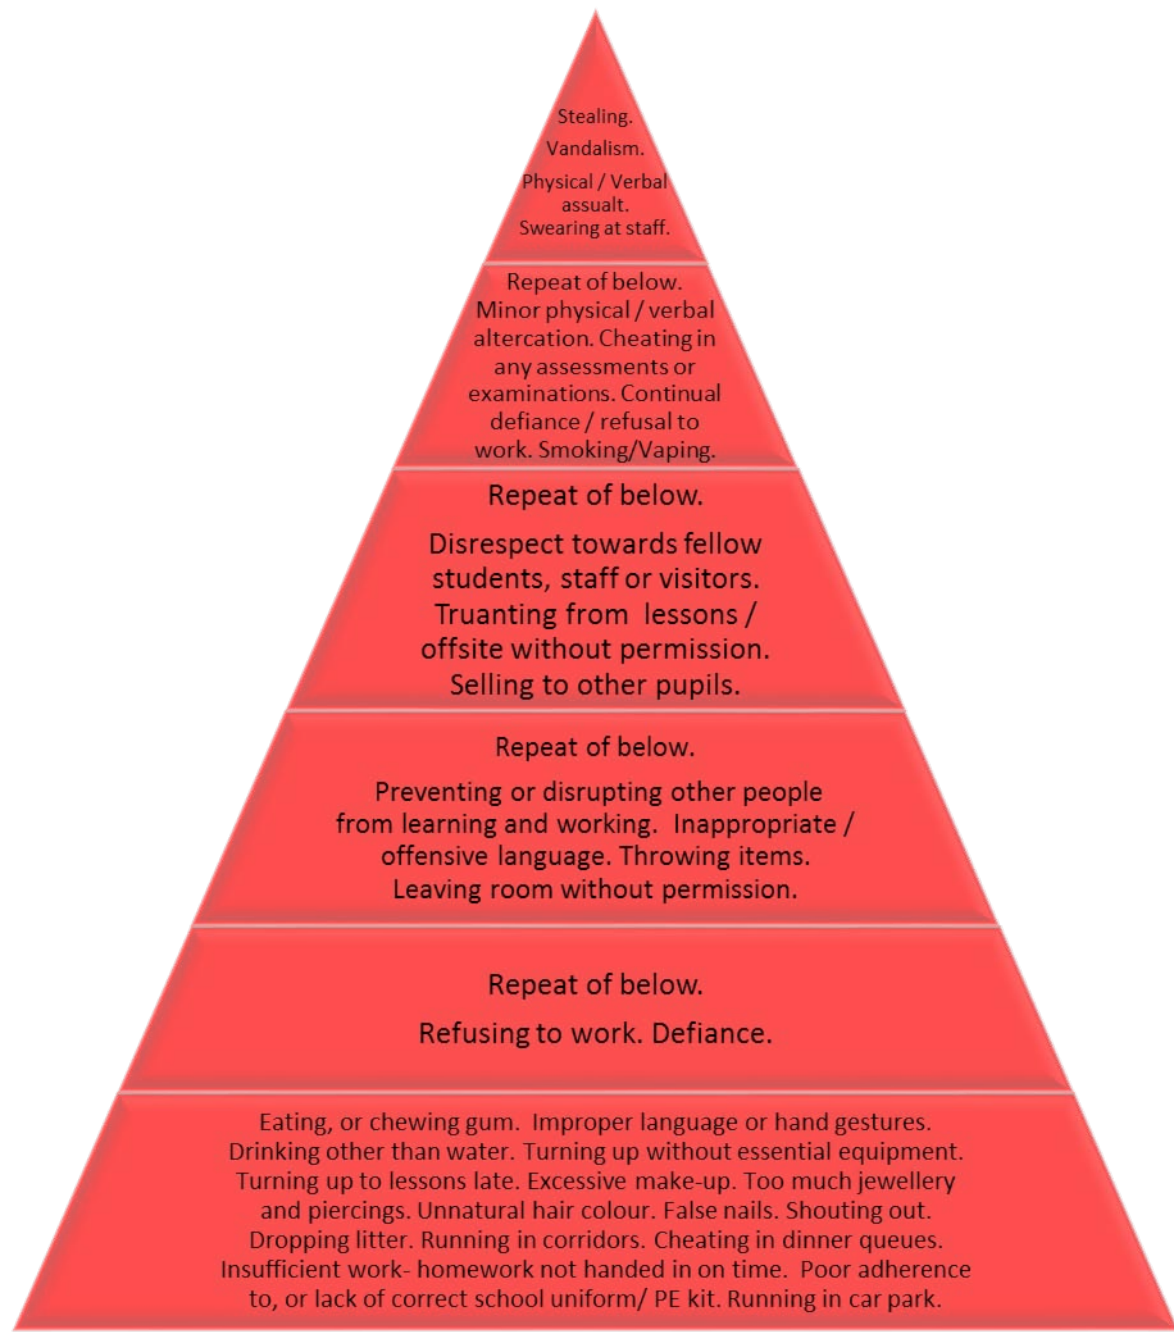 Stealing.
Vandalism.
Physical / Verbal
assualt.
Swearing at staff.
Repeat of below.
Minor physical / verbal
altercation. Cheating in
any assessments or
examinations. Continual
defiance / refusal to
work. Smoking/Vaping.
Repeat of below.
Disrespect towards fellow
students, staff or visitors.
Truanting from lessons /
offsite without permission.
Selling to other pupils.
Repeat of below.
Preventing or disrupting other people
from learning and working. Inappropriate /
offensive language. Throwing items.
Leaving room without permission.
Repeat of below.
Refusing to work. Defiance.
Eating, or chewing gum. Improper language or hand gestures.
Drinking other than water. Turning up without essential equipment.
Turning up to lessons late. Excessive make-up. Too much jewellery
and piercings. Unnatural hair colour. False nails. Shouting out.
Dropping litter. Running in corridors. Cheating in dinner queues.
Insufficient work- homework not handed in on time. Poor adherence
to, or lack of correct school uniform/ PE kit. Running in car park.